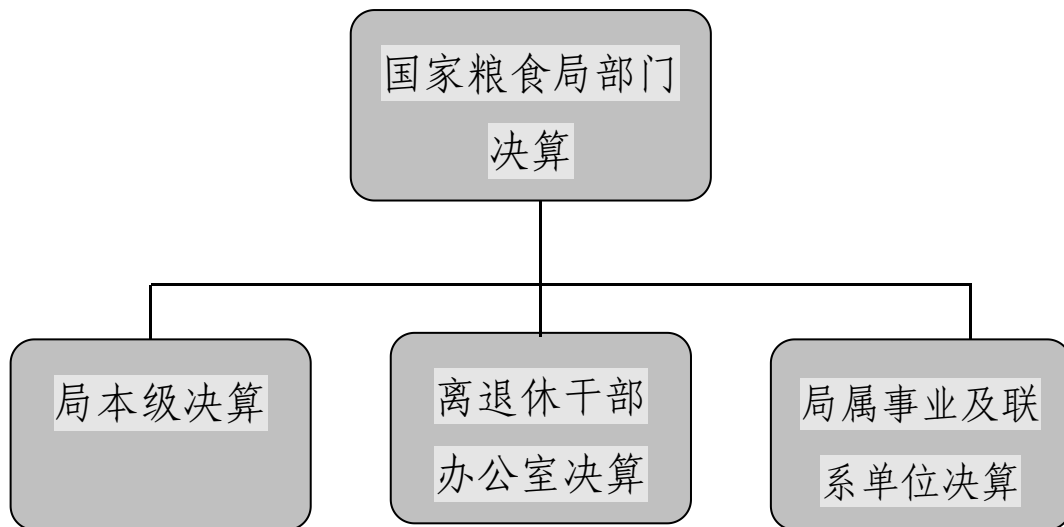 国家粮食局部门
决算
局本级决算
离退休干部
办公室决算
局属事业及联
系单位决算